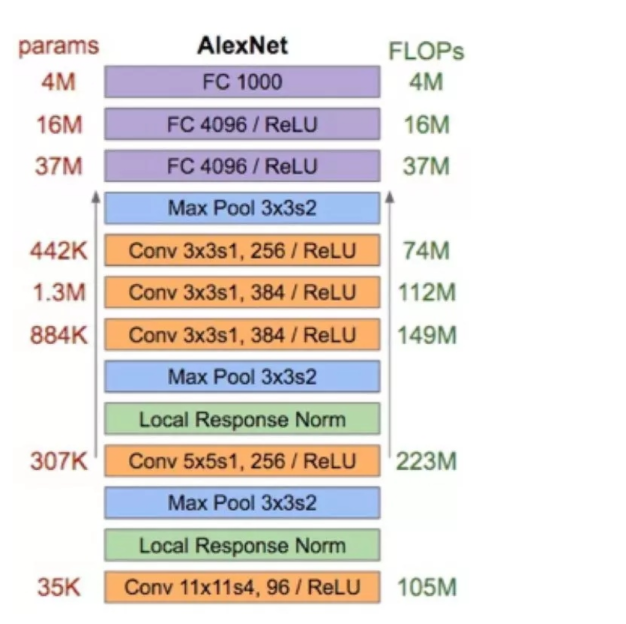 params AlexNet FLOPs
4M FC 1000 4M
16M FC 4096 / ReLU 16M
37M FC 4096 / ReLU 37M
Max Pool 3x3s2
442K Conv 3x3s1, 256 / ReLU 74M
1.3M Conv 3x3s1, 384 / ReLU 112M
884K Conv 3x3s1, 384 / ReLU 149M
Max Pool 3x3s2
Local Response Norm
307K Conv 5x5s1, 256 / ReLU 223M
Max Pool 3x3s2
Local Response Norm
35K Conv 11x11s4, 96 / ReLU 105M